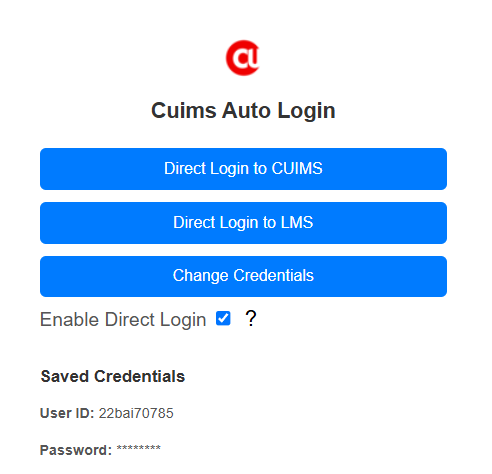 CU
Cuims Auto Login
Direct Login to CUIMS
Direct Login to LMS
Change Credentials
Enable Direct Login ?
Saved Credentials
User ID: 22bai70785
Password: ********